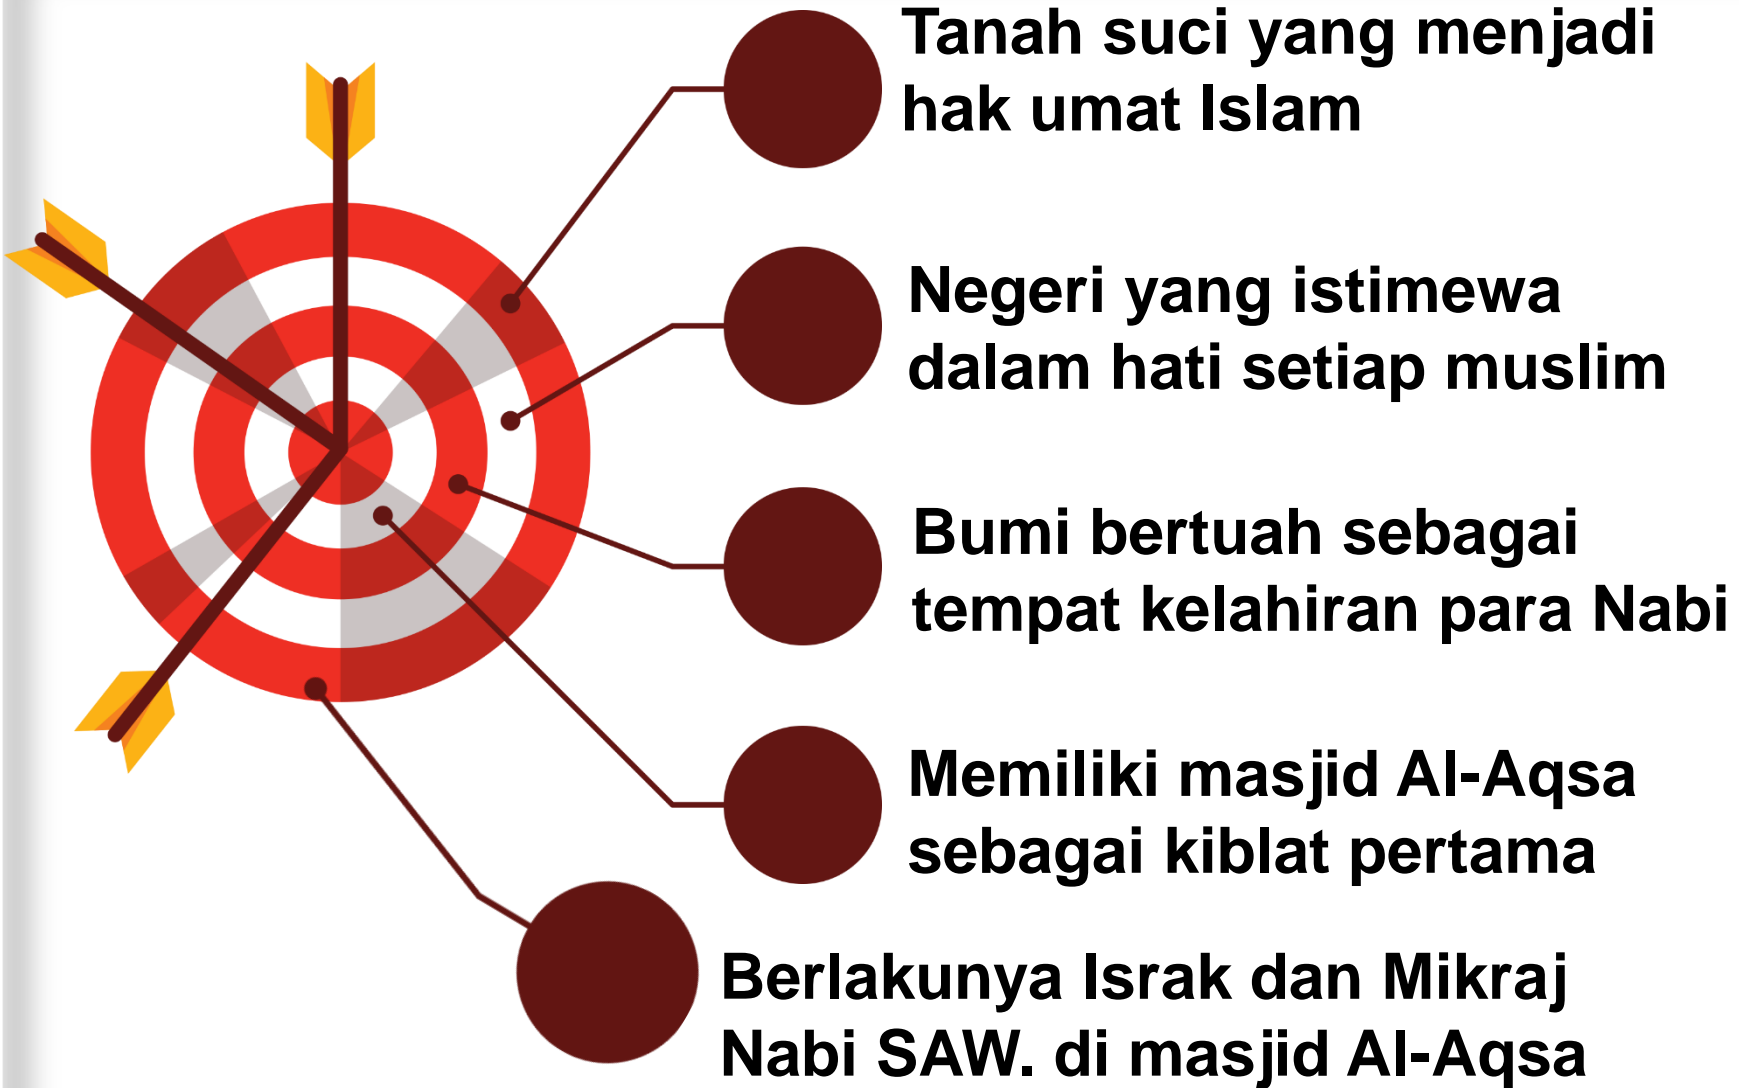 Tanah suci yang menjadi
hak umat Islam
Negeri yang istimewa
dalam hati setiap muslim
Bumi bertuah sebagai
tempat kelahiran para Nabi
Memiliki masjid Al-Aqsa
sebagai kiblat pertama
Berlakunya Israk dan Mikraj
Nabi SAW. di masjid Al-Aqsa